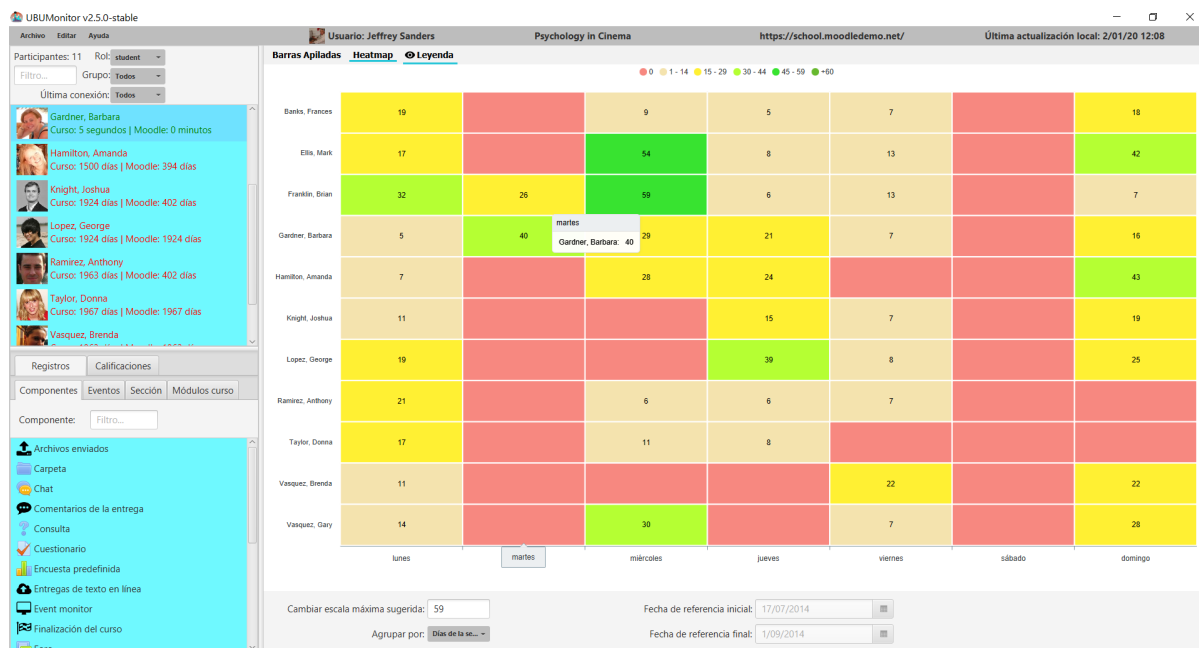 UBUMonitor v2.5.0-stable
Archivo Editar Ayuda
Usuario: Jeffrey Sanders
Psychology in Cinema
https://school.moodledemo.net/
Última actualización local: 2/01/20 12:08
Participantes: 11 Rol: student
Filtro... Grupo: Todos
Última conexión: Todos
Gardner, Barbara
Curso: 5 segundos | Moodle: 0 minutos
Hamilton, Amanda
Curso: 1500 días | Moodle: 394 días
Knight, Joshua
Curso: 1924 días | Moodle: 402 días
Lopez, George
Curso: 1924 días | Moodle: 1924 días
Ramirez, Anthony
Curso: 1963 días | Moodle: 402 días
Taylor, Donna
Curso: 1967 días | Moodle: 1967 días
Vasquez, Brenda
Registros Calificaciones
Componentes Eventos Sección Módulos curso
Componente: Filtro...
Archivos enviados
Carpeta
Chat
Comentarios de la entrega
Consulta
Cuestionario
Encuesta predefinida
Entregas de texto en línea
Event monitor
Finalización del curso
Barras Apiladas Heatmap Leyenda
0 1 - 14 15 - 29 30 - 44 45 - 59 +60
Banks, Frances 19 9 5 7 18
Ellis, Mark 17 54 8 13 42
Franklin, Brian 32 26 59 6 13 7
martes
Gardner, Barbara: 40
Gardner, Barbara 5 40 29 21 7 16
Hamilton, Amanda 7 28 24 43
Knight, Joshua 11 15 7 19
Lopez, George 19 39 8 25
Ramirez, Anthony 21 6 6 7
Taylor, Donna 17 11 8
Vasquez, Brenda 11 22 22
Vasquez, Gary 14 30 7 28
lunes martes miércoles jueves viernes sábado domingo
Cambiar escala máxima sugerida: 59
Fecha de referencia inicial: 17/07/2014
Agrupar por: Días de la se...
Fecha de referencia final: 1/09/2014